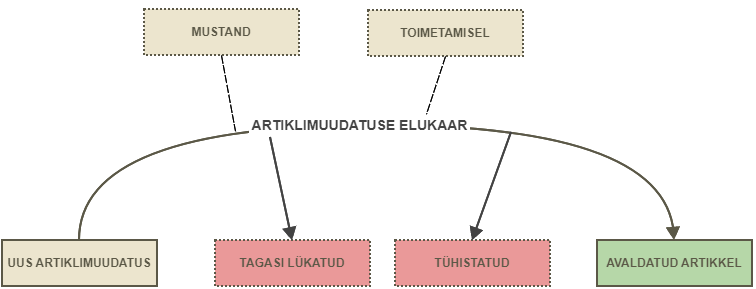 MUSTAND
TOIMETAMISEL
ARTIKLIMUUDATUSE ELUKAAR
UUS ARTIKLIMUUDATUS
TAGASI LÜKATUD
TÜHISTATUD
AVALDATUD ARTIKKEL